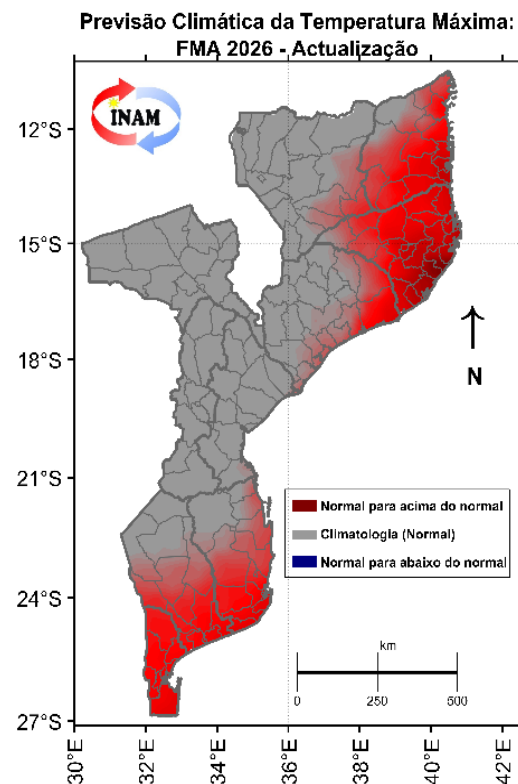 Previsão Climática da Temperatura Máxima:
FMA 2026 - Actualização
INAM
12°S
15°S
18°S
21°S
24°S
27°S
N
Normal para acima do normal
Climatologia (Normal)
Normal para abaixo do normal
km
0 250 500
30°E 32°E 34°E 36°E 38°E 40°E 42°E